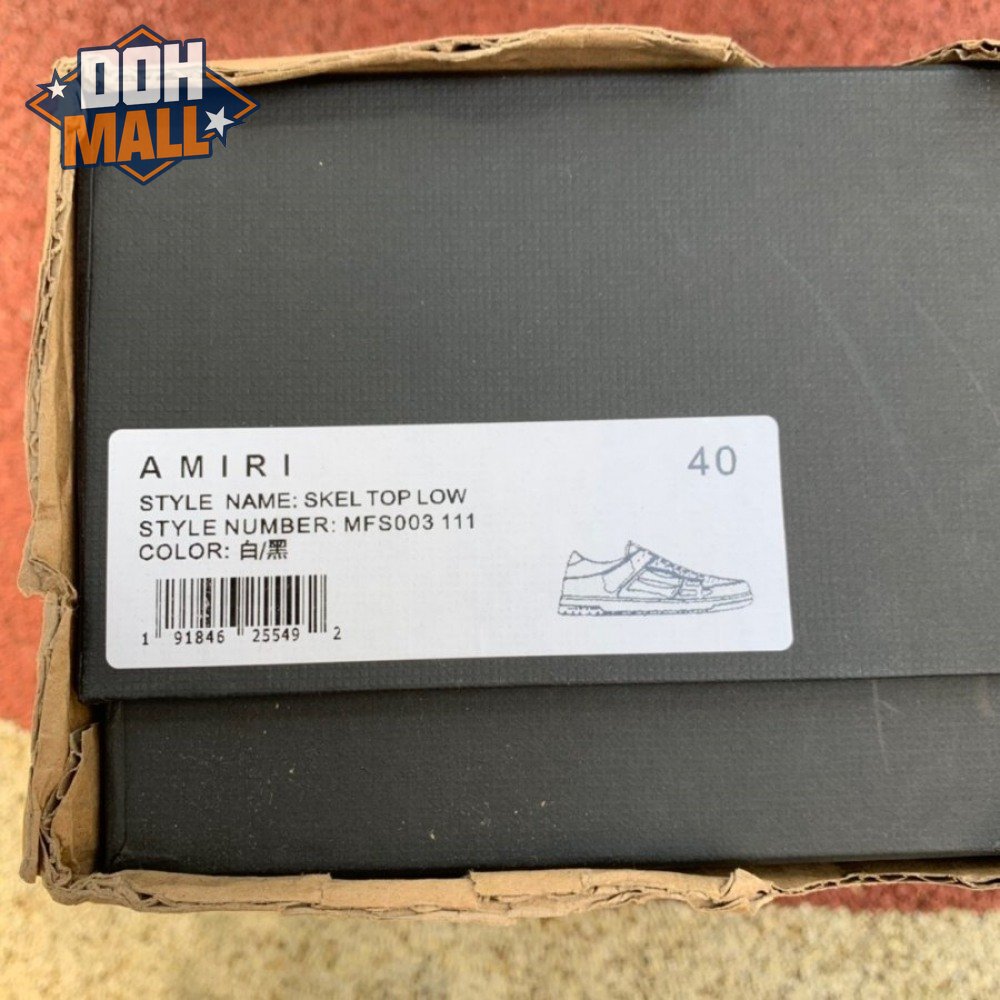 DOH
MALL
AMIRI
40
STYLE NAME: SKEL TOP LOW
STYLE NUMBER: MFS003 111
COLOR: 白/黑
1 91846 25549 2